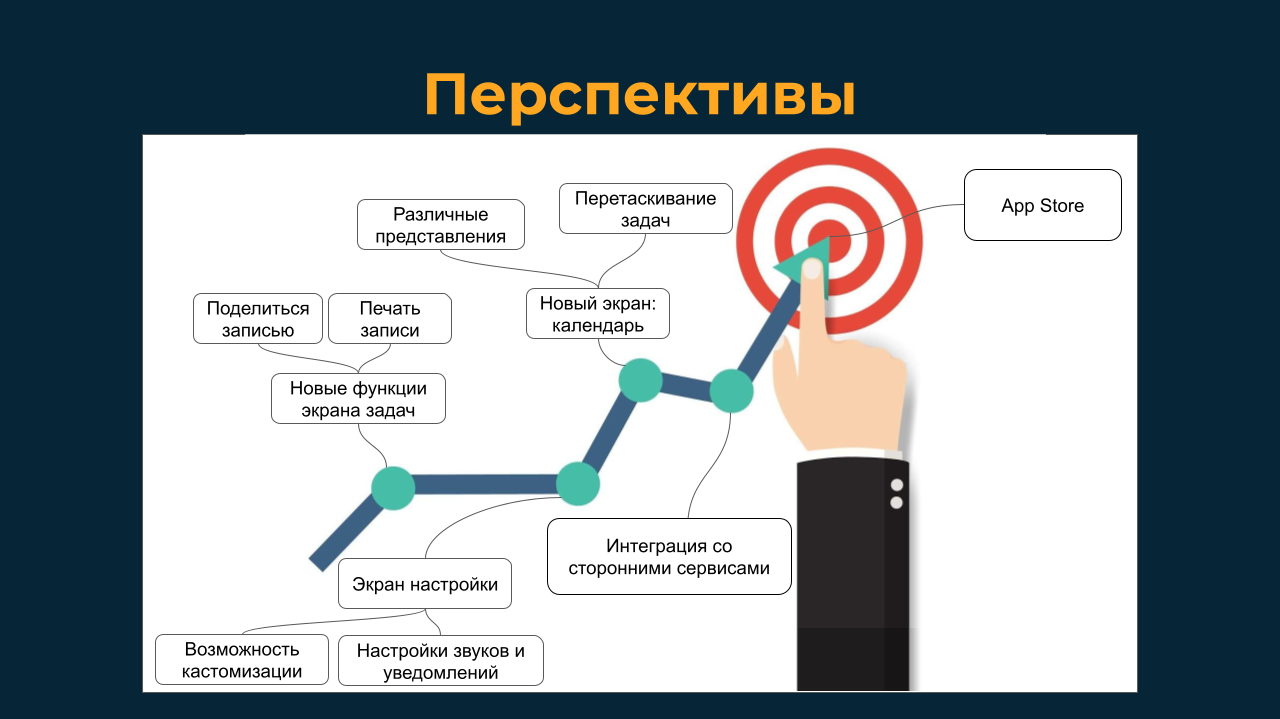 Перспективы
App Store
Перетаскивание
задач
Различные
представления
Новый экран:
календарь
Поделиться
записью
Печать
записи
Новые функции
экрана задач
Интеграция со
сторонними сервисами
Экран настройки
Возможность
кастомизации
Настройки звуков и
уведомлений